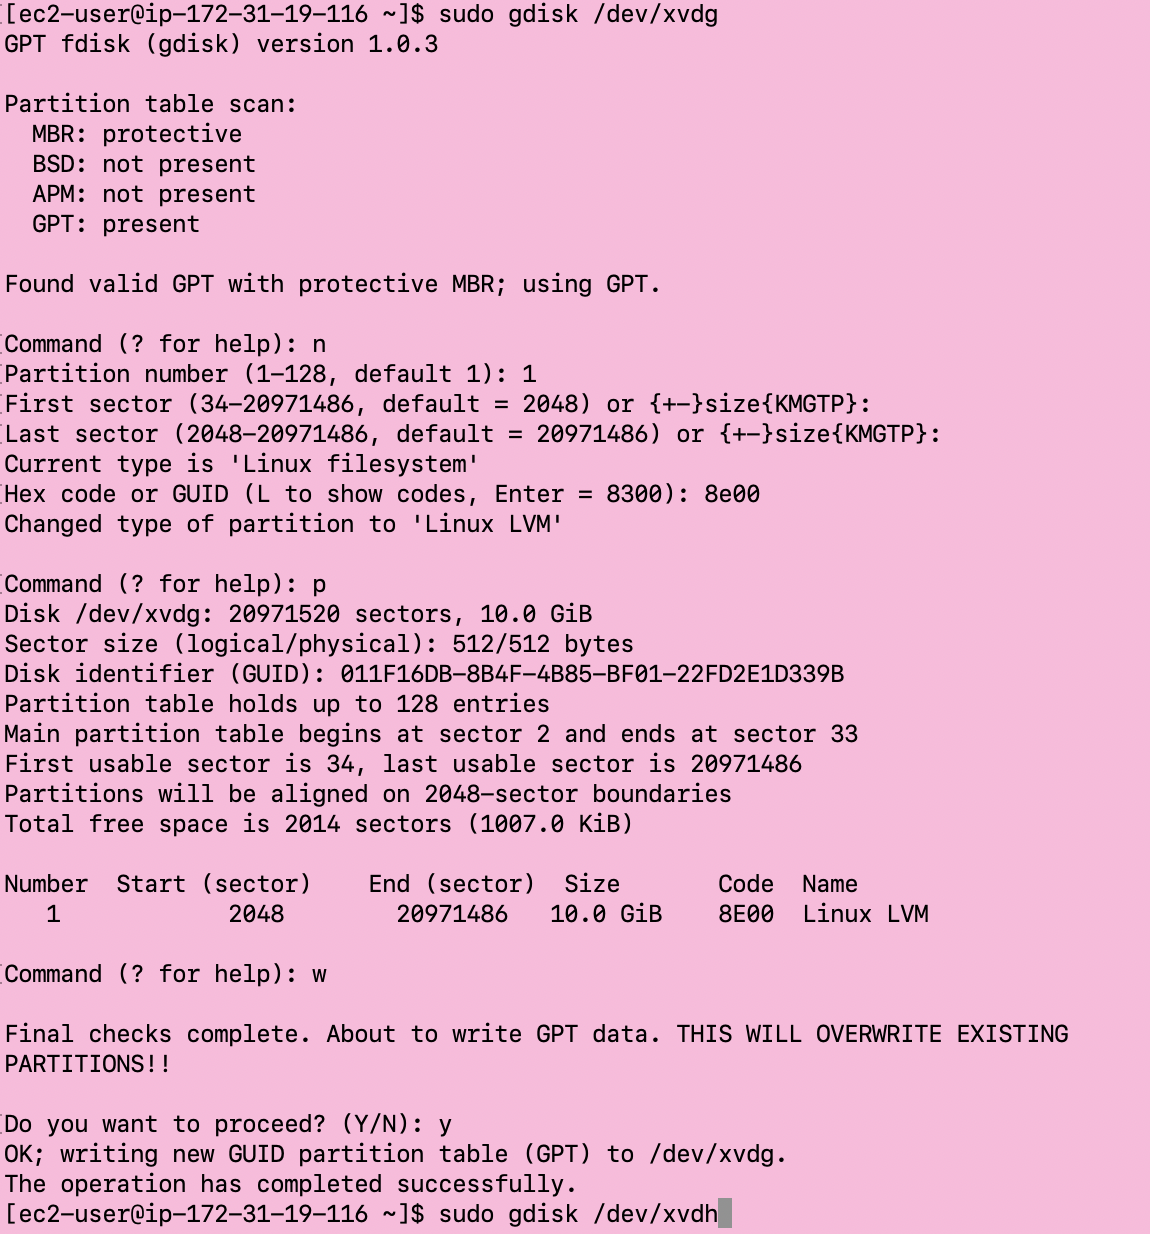 [ec2-user@ip-172-31-19-116 ~]$ sudo gdisk /dev/xvdg
GPT fdisk (gdisk) version 1.0.3
Partition table scan:
  MBR: protective
  BSD: not present
  APM: not present
  GPT: present
Found valid GPT with protective MBR; using GPT.
Command (? for help): n
Partition number (1-128, default 1): 1
First sector (34-20971486, default = 2048) or {+-}size{KMGTP}:
Last sector (2048-20971486, default = 20971486) or {+-}size{KMGTP}:
Current type is 'Linux filesystem'
Hex code or GUID (L to show codes, Enter = 8300): 8e00
Changed type of partition to 'Linux LVM'
Command (? for help): p
Disk /dev/xvdg: 20971520 sectors, 10.0 GiB
Sector size (logical/physical): 512/512 bytes
Disk identifier (GUID): 011F16DB-8B4F-4B85-BF01-22FD2E1D339B
Partition table holds up to 128 entries
Main partition table begins at sector 2 and ends at sector 33
First usable sector is 34, last usable sector is 20971486
Partitions will be aligned on 2048-sector boundaries
Total free space is 2014 sectors (1007.0 KiB)
Number  Start (sector)    End (sector)  Size       Code  Name
   1            2048        20971486   10.0 GiB    8E00  Linux LVM
Command (? for help): w
Final checks complete. About to write GPT data. THIS WILL OVERWRITE EXISTING
PARTITIONS!!
Do you want to proceed? (Y/N): y
OK; writing new GUID partition table (GPT) to /dev/xvdg.
The operation has completed successfully.
[ec2-user@ip-172-31-19-116 ~]$ sudo gdisk /dev/xvdh